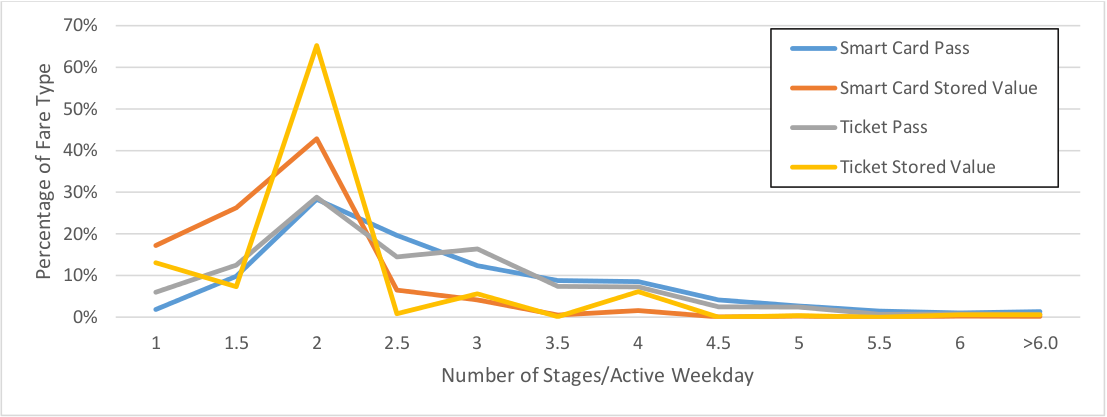 70%
60%
50%
40%
30%
20%
10%
0%
Percentage of Fare Type
Smart Card Pass
Smart Card Stored Value
Ticket Pass
Ticket Stored Value
1 1.5 2 2.5 3 3.5 4 4.5 5 5.5 6 >6.0
Number of Stages/Active Weekday